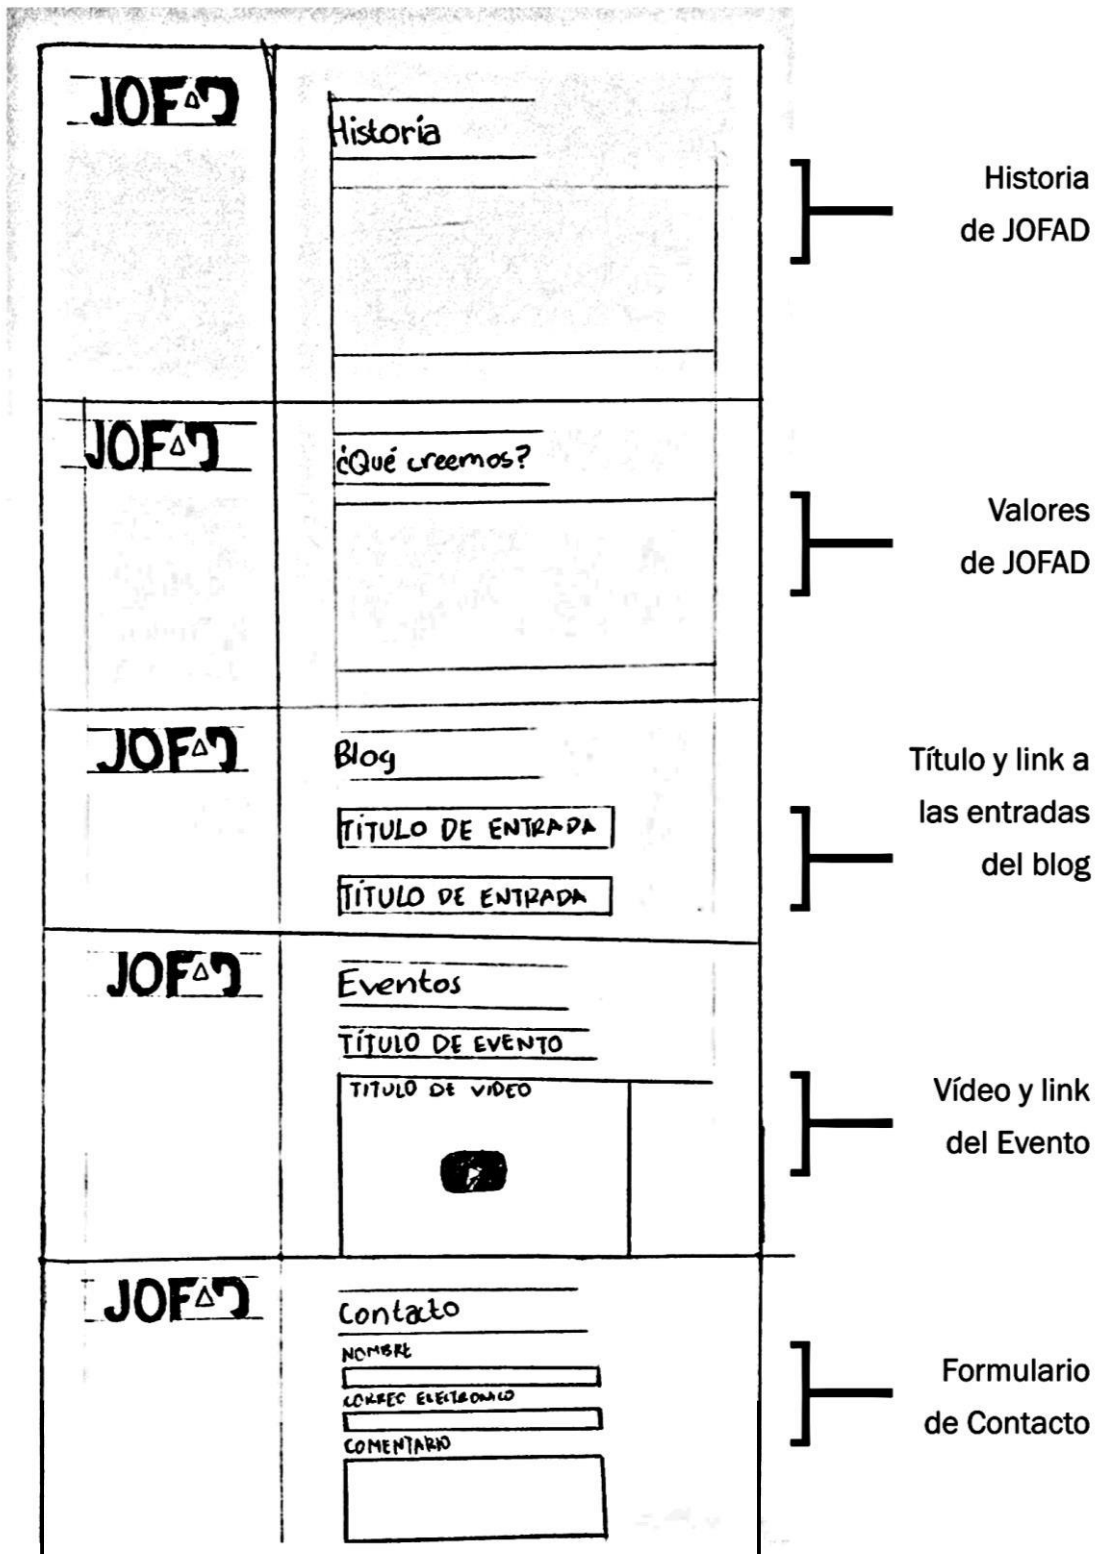 JOFAD
Historia
Historia
de JOFAD
JOFAD
¿Qué creemos?
Valores
de JOFAD
JOFAD
Blog
TÍTULO DE ENTRADA
TÍTULO DE ENTRADA
Título y link a
las entradas
del blog
JOFAD
Eventos
TÍTULO DE EVENTO
TITULO DE VIDEO
Vídeo y link
del Evento
JOFAD
Contacto
NOMBRE
CORREO ELECTRONICO
COMENTARIO
Formulario
de Contacto